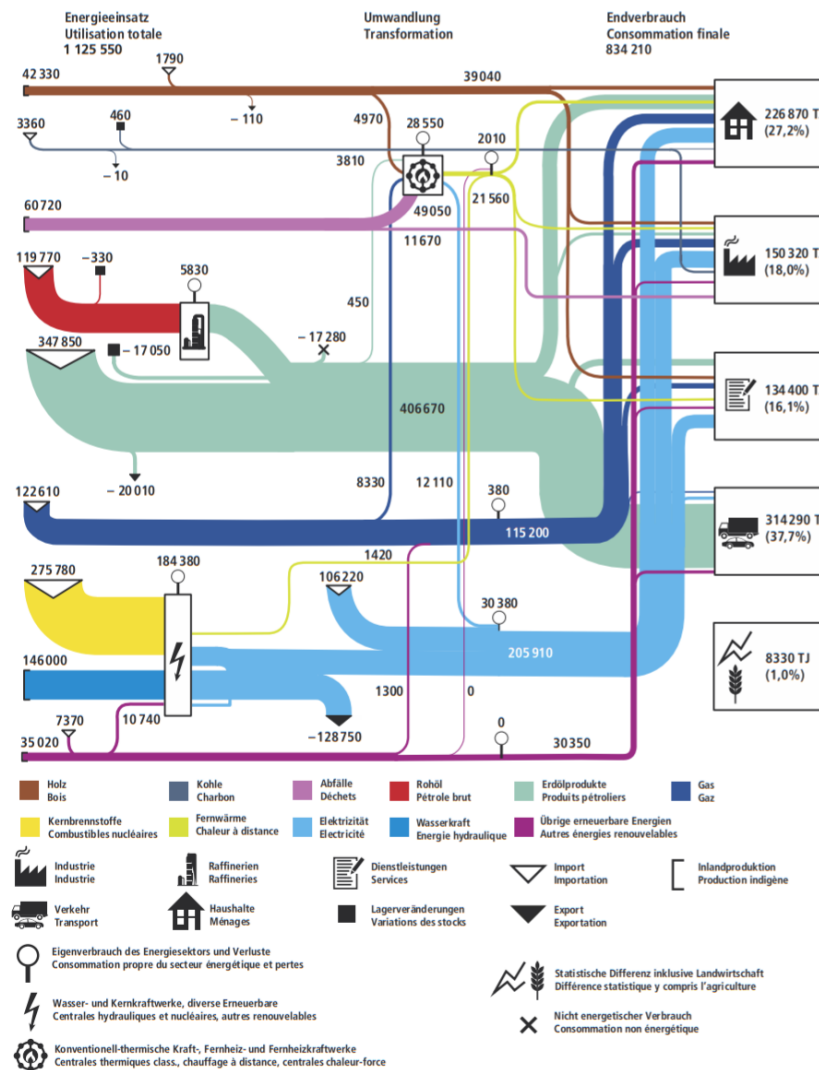 Energieeinsatz
Utilisation totale
1 125 550
Umwandlung
Transformation
Endverbrauch
Consommation finale
834 210
1790
42 330
39 040
– 110
4970
28 550
2010
226 870 T
(27,2%)
3360
460
– 10
3810
60 720
49 050
21 560
11 670
150 320 T
(18,0%)
119 770
–330
5830
450
347 850
– 17 050
– 17 280
134 400 T
(16,1%)
406 670
– 20 010
8330
12 110
380
122 610
115 200
314 290 T
(37,7%)
1420
275 780
184 380
106 220
30 380
205 910
8330 TJ
(1,0%)
146 000
1300
0
–128 750
7370
10 740
0
35 020
30 350
Holz
Bois
Kohle
Charbon
Abfälle
Déchets
Rohöl
Pétrole brut
Erdölprodukte
Produits pétroliers
Gas
Gaz
Kernbrennstoffe
Combustibles nucléaires
Fernwärme
Chaleur à distance
Elektrizität
Electricité
Wasserkraft
Energie hydraulique
Übrige erneuerbare Energien
Autres énergies renouvelables
Industrie
Industrie
Raffinerien
Raffineries
Dienstleistungen
Services
Import
Importation
Inlandproduktion
Production indigène
Verkehr
Transport
Haushalte
Ménages
Lagerveränderungen
Variations des stocks
Export
Exportation
Eigenverbrauch des Energiesektors und Verluste
Consommation propre du secteur énergétique et pertes
Statistische Differenz inklusive Landwirtschaft
Différence statistique y compris l’agriculture
Wasser- und Kernkraftwerke, diverse Erneuerbare
Centrales hydrauliques et nucléaires, autres renouvelables
Nicht energetischer Verbrauch
Consommation non énergétique
Konventionell-thermische Kraft-, Fernheiz- und Fernheizkraftwerke
Centrales thermiques class., chauffage à distance, centrales chaleur-force